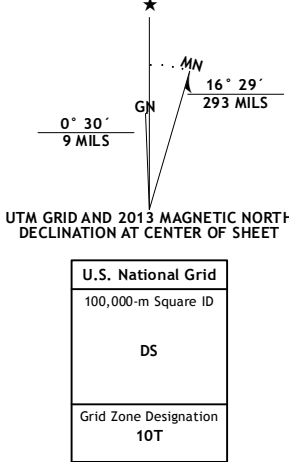 ★
MN
GN
16° 29´
293 MILS
0° 30´
9 MILS
UTM GRID AND 2013 MAGNETIC NORTH
DECLINATION AT CENTER OF SHEET
U.S. National Grid
100,000-m Square ID
DS
Grid Zone Designation
10T